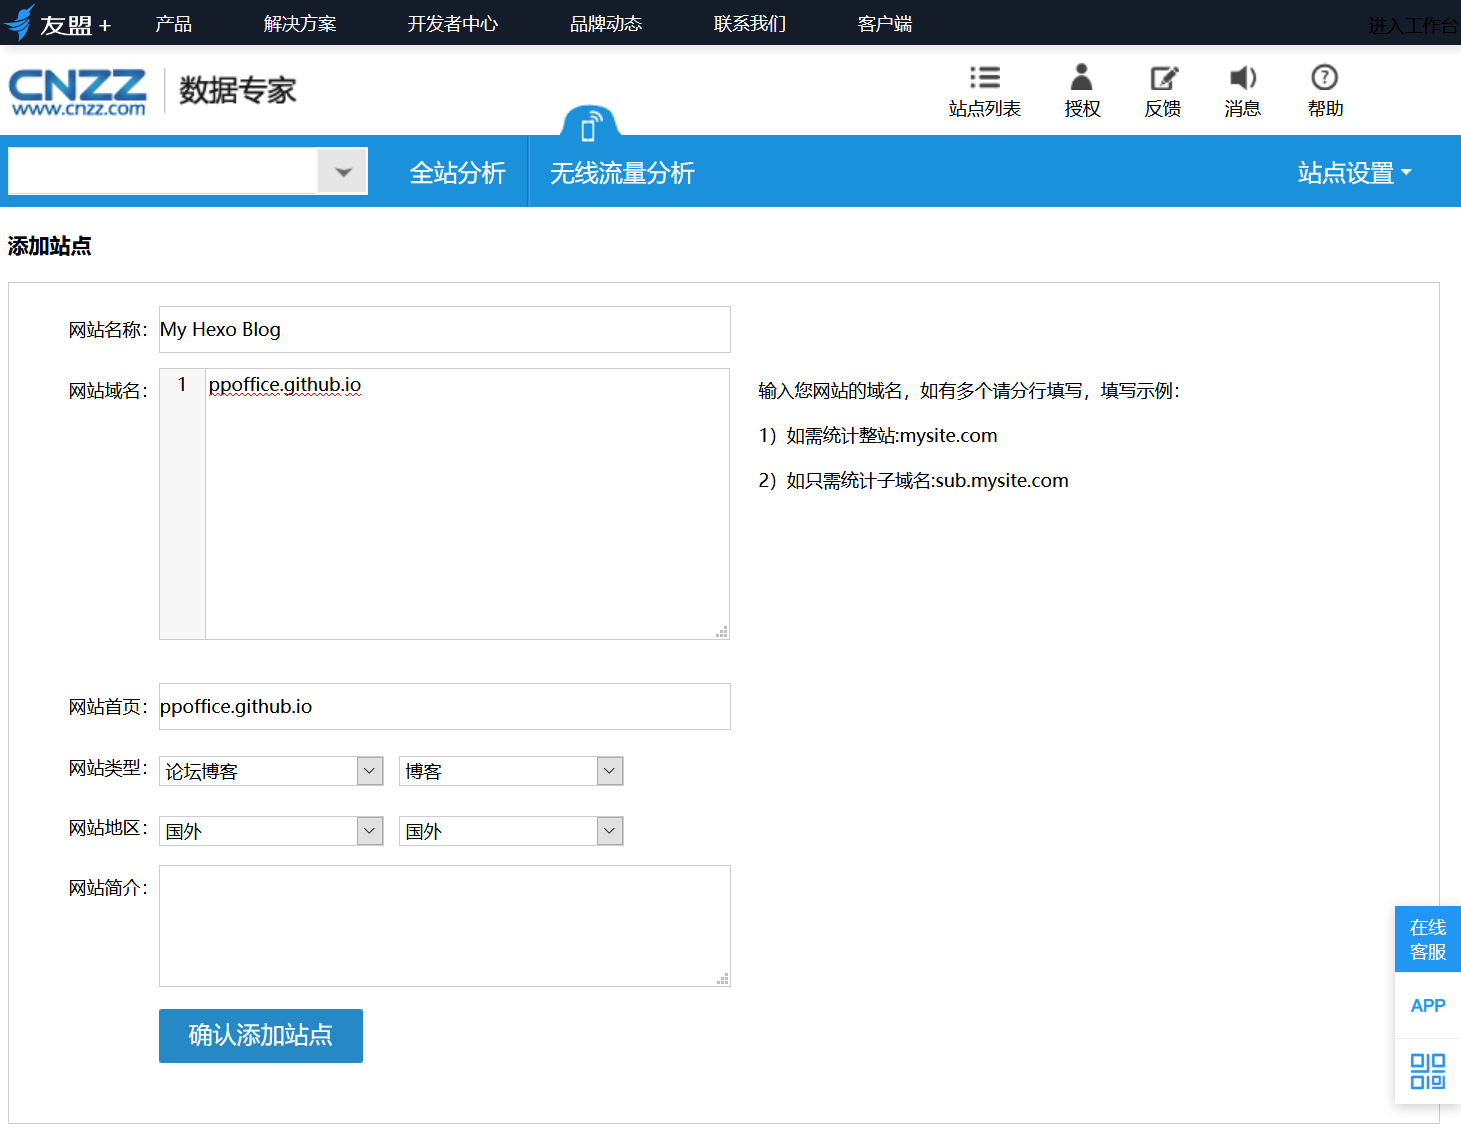 友盟+ 产品 解决方案 开发者中心 品牌动态 联系我们 客户端 进入工作台
CNZZ 数据专家
www.cnzz.com
站点列表 授权 反馈 消息 帮助
全站分析 无线流量分析 站点设置
添加站点
网站名称: My Hexo Blog
网站域名: 1 ppoffice.github.io
输入您网站的域名，如有多个请分行填写，填写示例：
1）如需统计整站:mysite.com
2）如只需统计子域名:sub.mysite.com
网站首页: ppoffice.github.io
网站类型: 论坛博客 博客
网站地区: 国外 国外
网站简介:
确认添加站点
在线
客服
APP